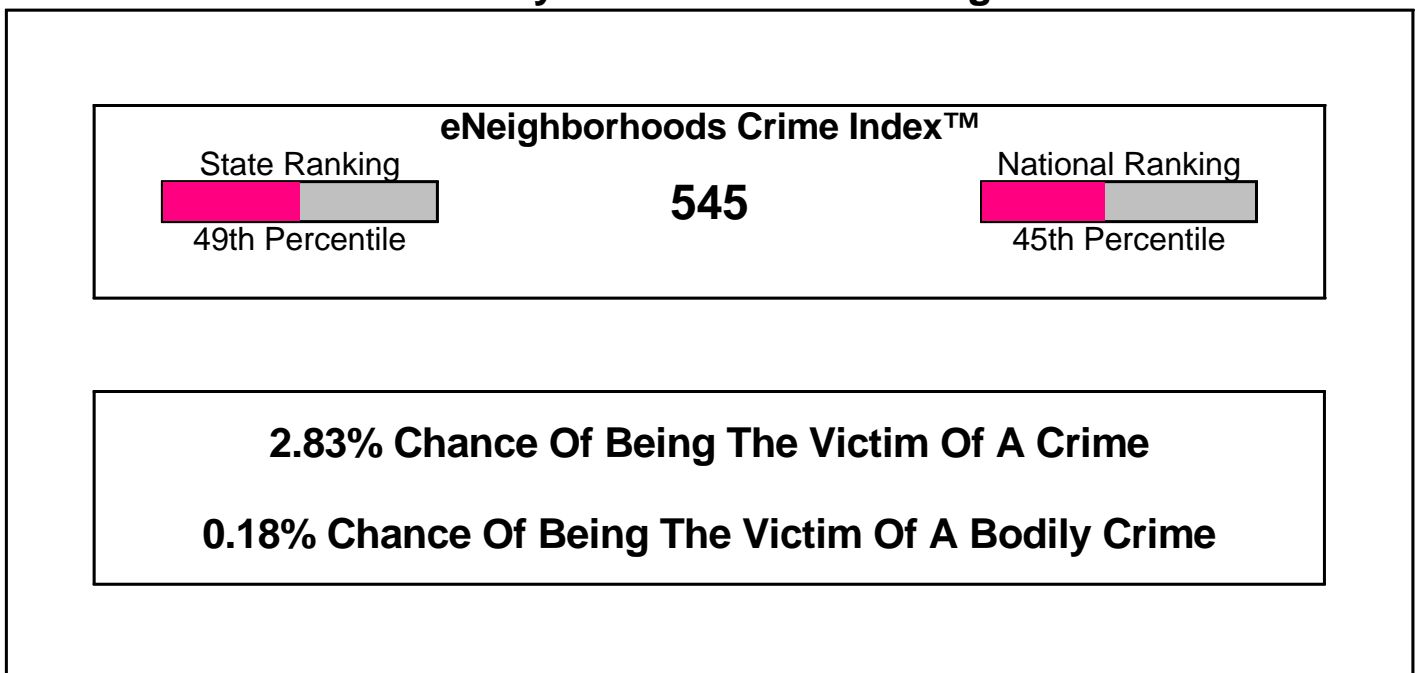 eNeighborhoods Crime Index™
State Ranking
545
National Ranking
49th Percentile
45th Percentile
2.83% Chance Of Being The Victim Of A Crime
0.18% Chance Of Being The Victim Of A Bodily Crime